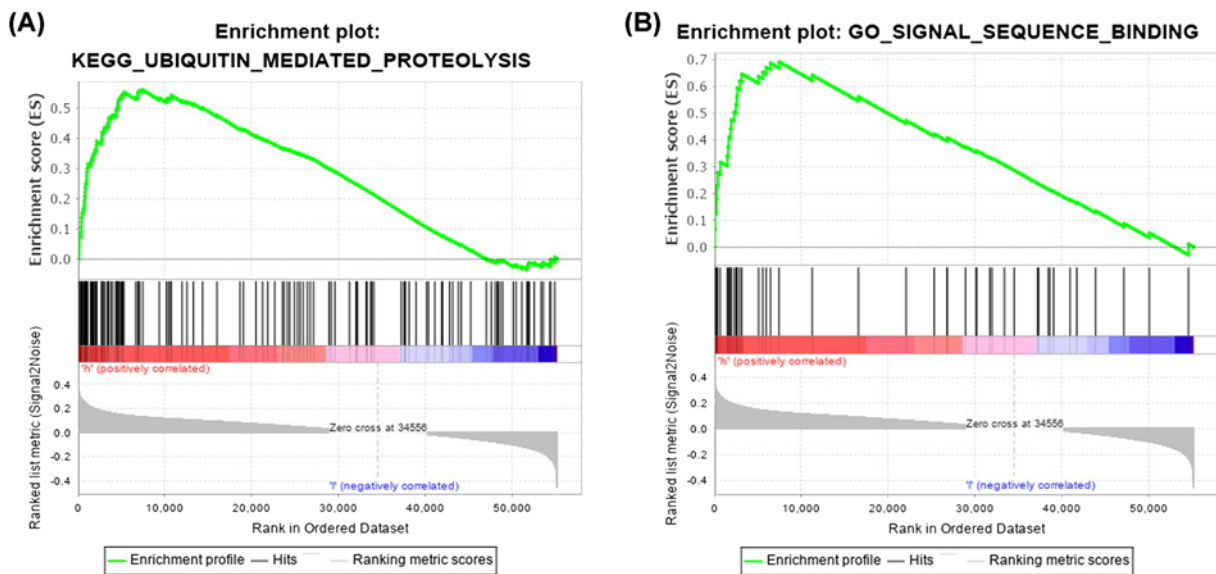 (A)
Enrichment plot:
KEGG_UBIQUITIN_MEDIATED_PROTEOLYSIS
Enrichment score (ES)
0.5
0.4
0.3
0.2
0.1
0.0
'h' (positively correlated)
Ranked list metric (Signal2Noise)
0.4
0.2
0.0
-0.2
-0.4
Zero cross at 34556
'l' (negatively correlated)
0
10,000
20,000
30,000
40,000
50,000
Rank in Ordered Dataset
Enrichment profile
Hits
Ranking metric scores
(B)
Enrichment plot: GO_SIGNAL_SEQUENCE_BINDING
Enrichment score (ES)
0.7
0.6
0.5
0.4
0.3
0.2
0.1
0.0
'h' (positively correlated)
Ranked list metric (Signal2Noise)
0.4
0.2
0.0
-0.2
-0.4
Zero cross at 34556
'l' (negatively correlated)
0
10,000
20,000
30,000
40,000
50,000
Rank in Ordered Dataset
Enrichment profile
Hits
Ranking metric scores